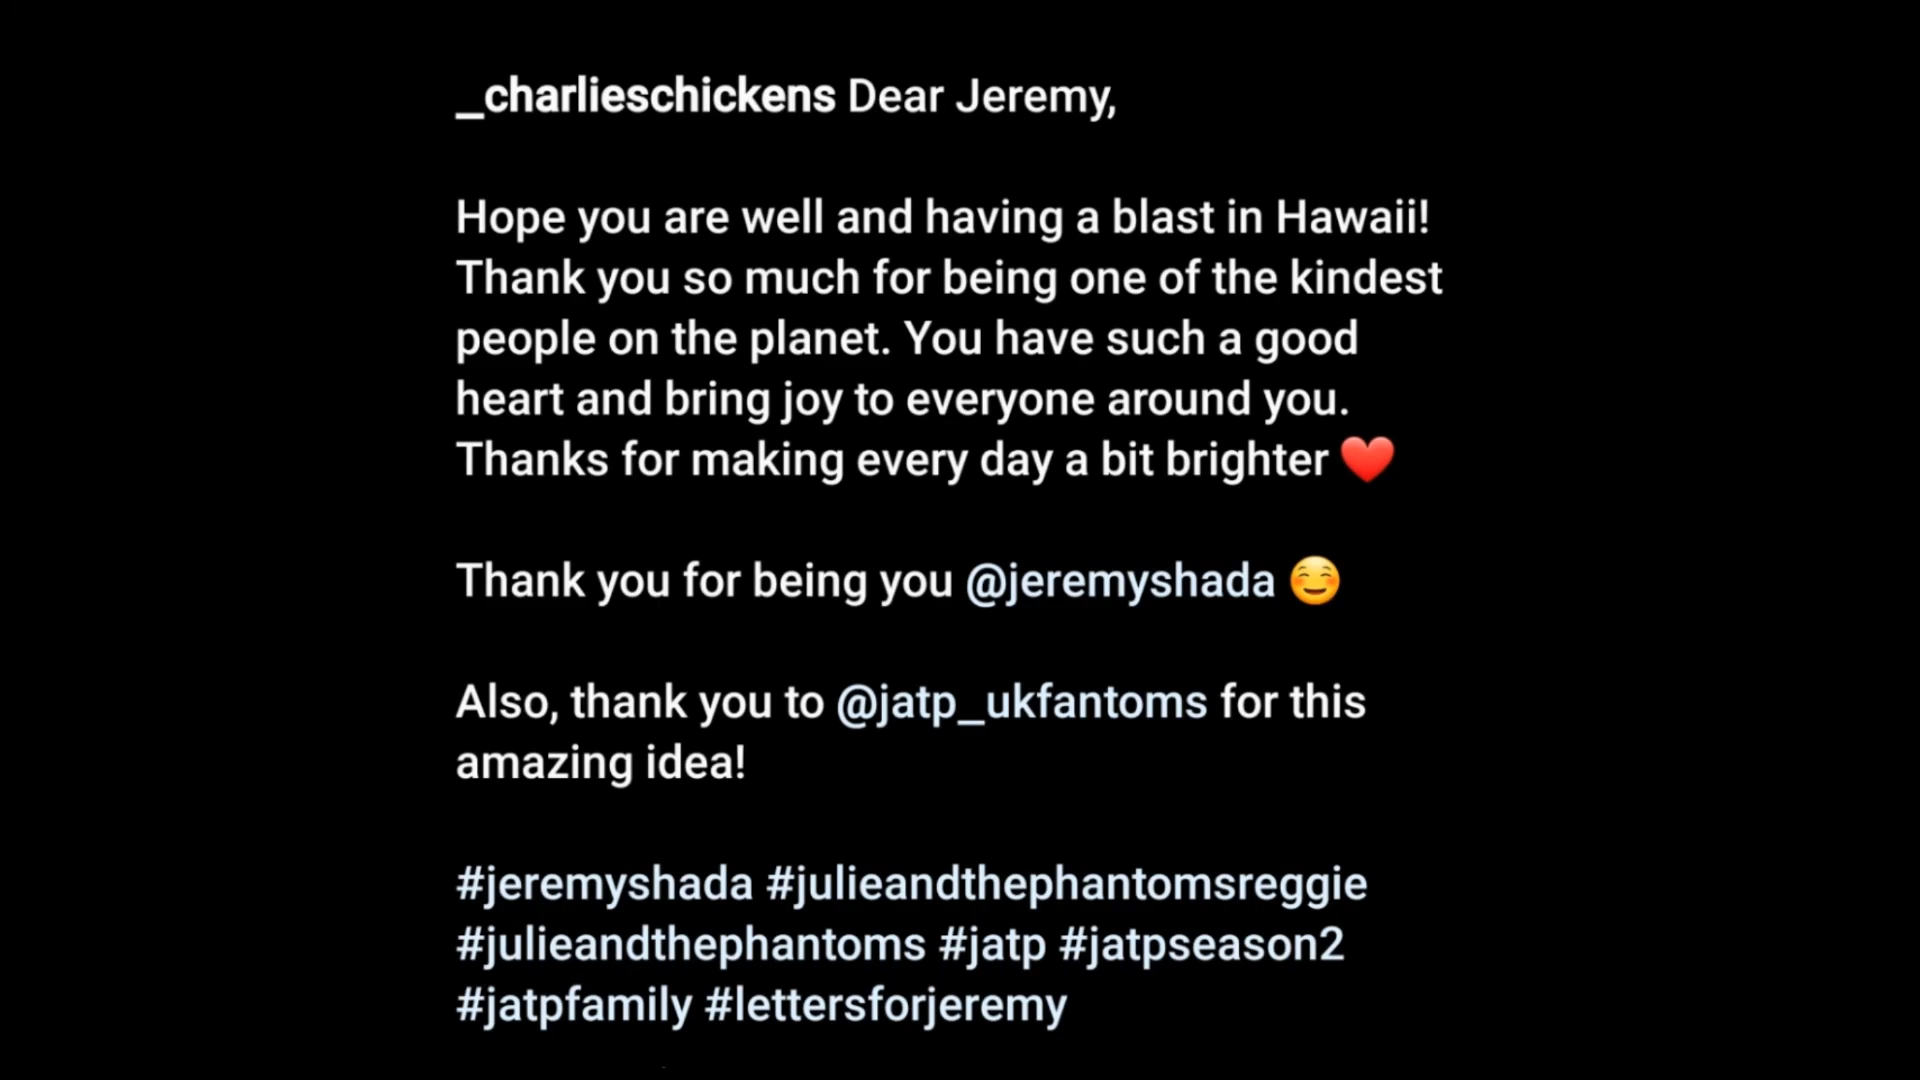 _charlieschickens Dear Jeremy,
Hope you are well and having a blast in Hawaii!
Thank you so much for being one of the kindest
people on the planet. You have such a good
heart and bring joy to everyone around you.
Thanks for making every day a bit brighter ❤️
Thank you for being you @jeremyshada ☺️
Also, thank you to @jatp_ukfantoms for this
amazing idea!
#jeremyshada #julieandthephantomsreggie
#julieandthephantoms #jatp #jatpseason2
#jatpfamily #lettersforjeremy